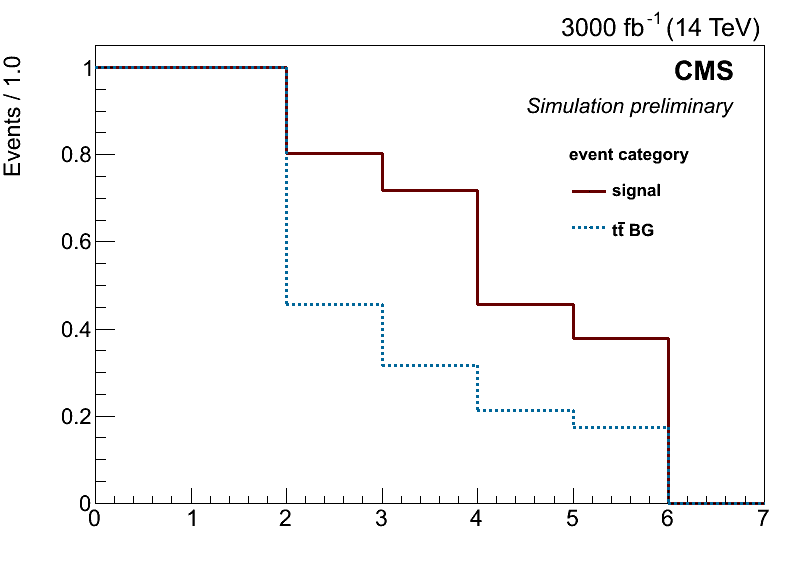 3000 fb⁻¹ (14 TeV)
Events / 1.0
CMS
Simulation preliminary
event category
signal
tt̄ BG
1
0.8
0.6
0.4
0.2
0
0 1 2 3 4 5 6 7